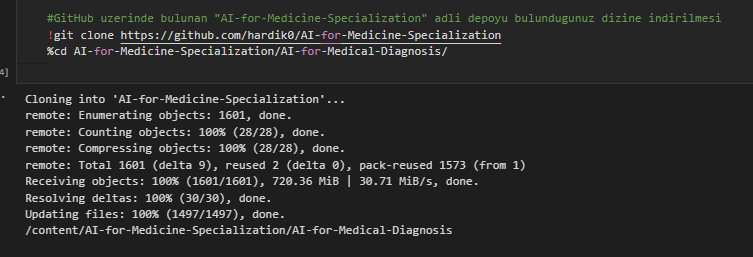 #GitHub uzerinde bulunan "AI-for-Medicine-Specialization" adli depoyu bulundugunuz dizine indirilmesi
!git clone https://github.com/hardik0/AI-for-Medicine-Specialization
%cd AI-for-Medicine-Specialization/AI-for-Medical-Diagnosis/
4]
Cloning into 'AI-for-Medicine-Specialization'...
remote: Enumerating objects: 1601, done.
remote: Counting objects: 100% (28/28), done.
remote: Compressing objects: 100% (28/28), done.
remote: Total 1601 (delta 9), reused 2 (delta 0), pack-reused 1573 (from 1)
Receiving objects: 100% (1601/1601), 720.36 MiB | 30.71 MiB/s, done.
Resolving deltas: 100% (30/30), done.
Updating files: 100% (1497/1497), done.
/content/AI-for-Medicine-Specialization/AI-for-Medical-Diagnosis